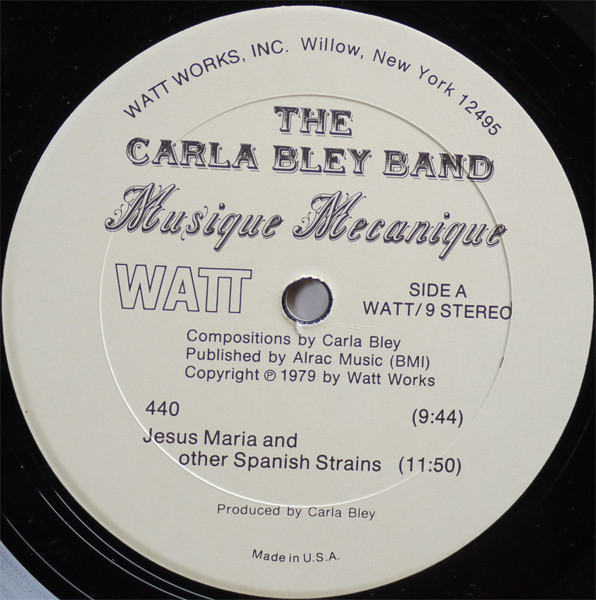 WATT WORKS, INC. Willow, New York 12495
THE
CARLA BLEY BAND
Musique Mecanique
WATT
SIDE A
WATT/9 STEREO
Compositions by Carla Bley
Published by Alrac Music (BMI)
Copyright ℗ 1979 by Watt Works
440 (9:44)
Jesus Maria and
other Spanish Strains (11:50)
Produced by Carla Bley
Made in U.S.A.